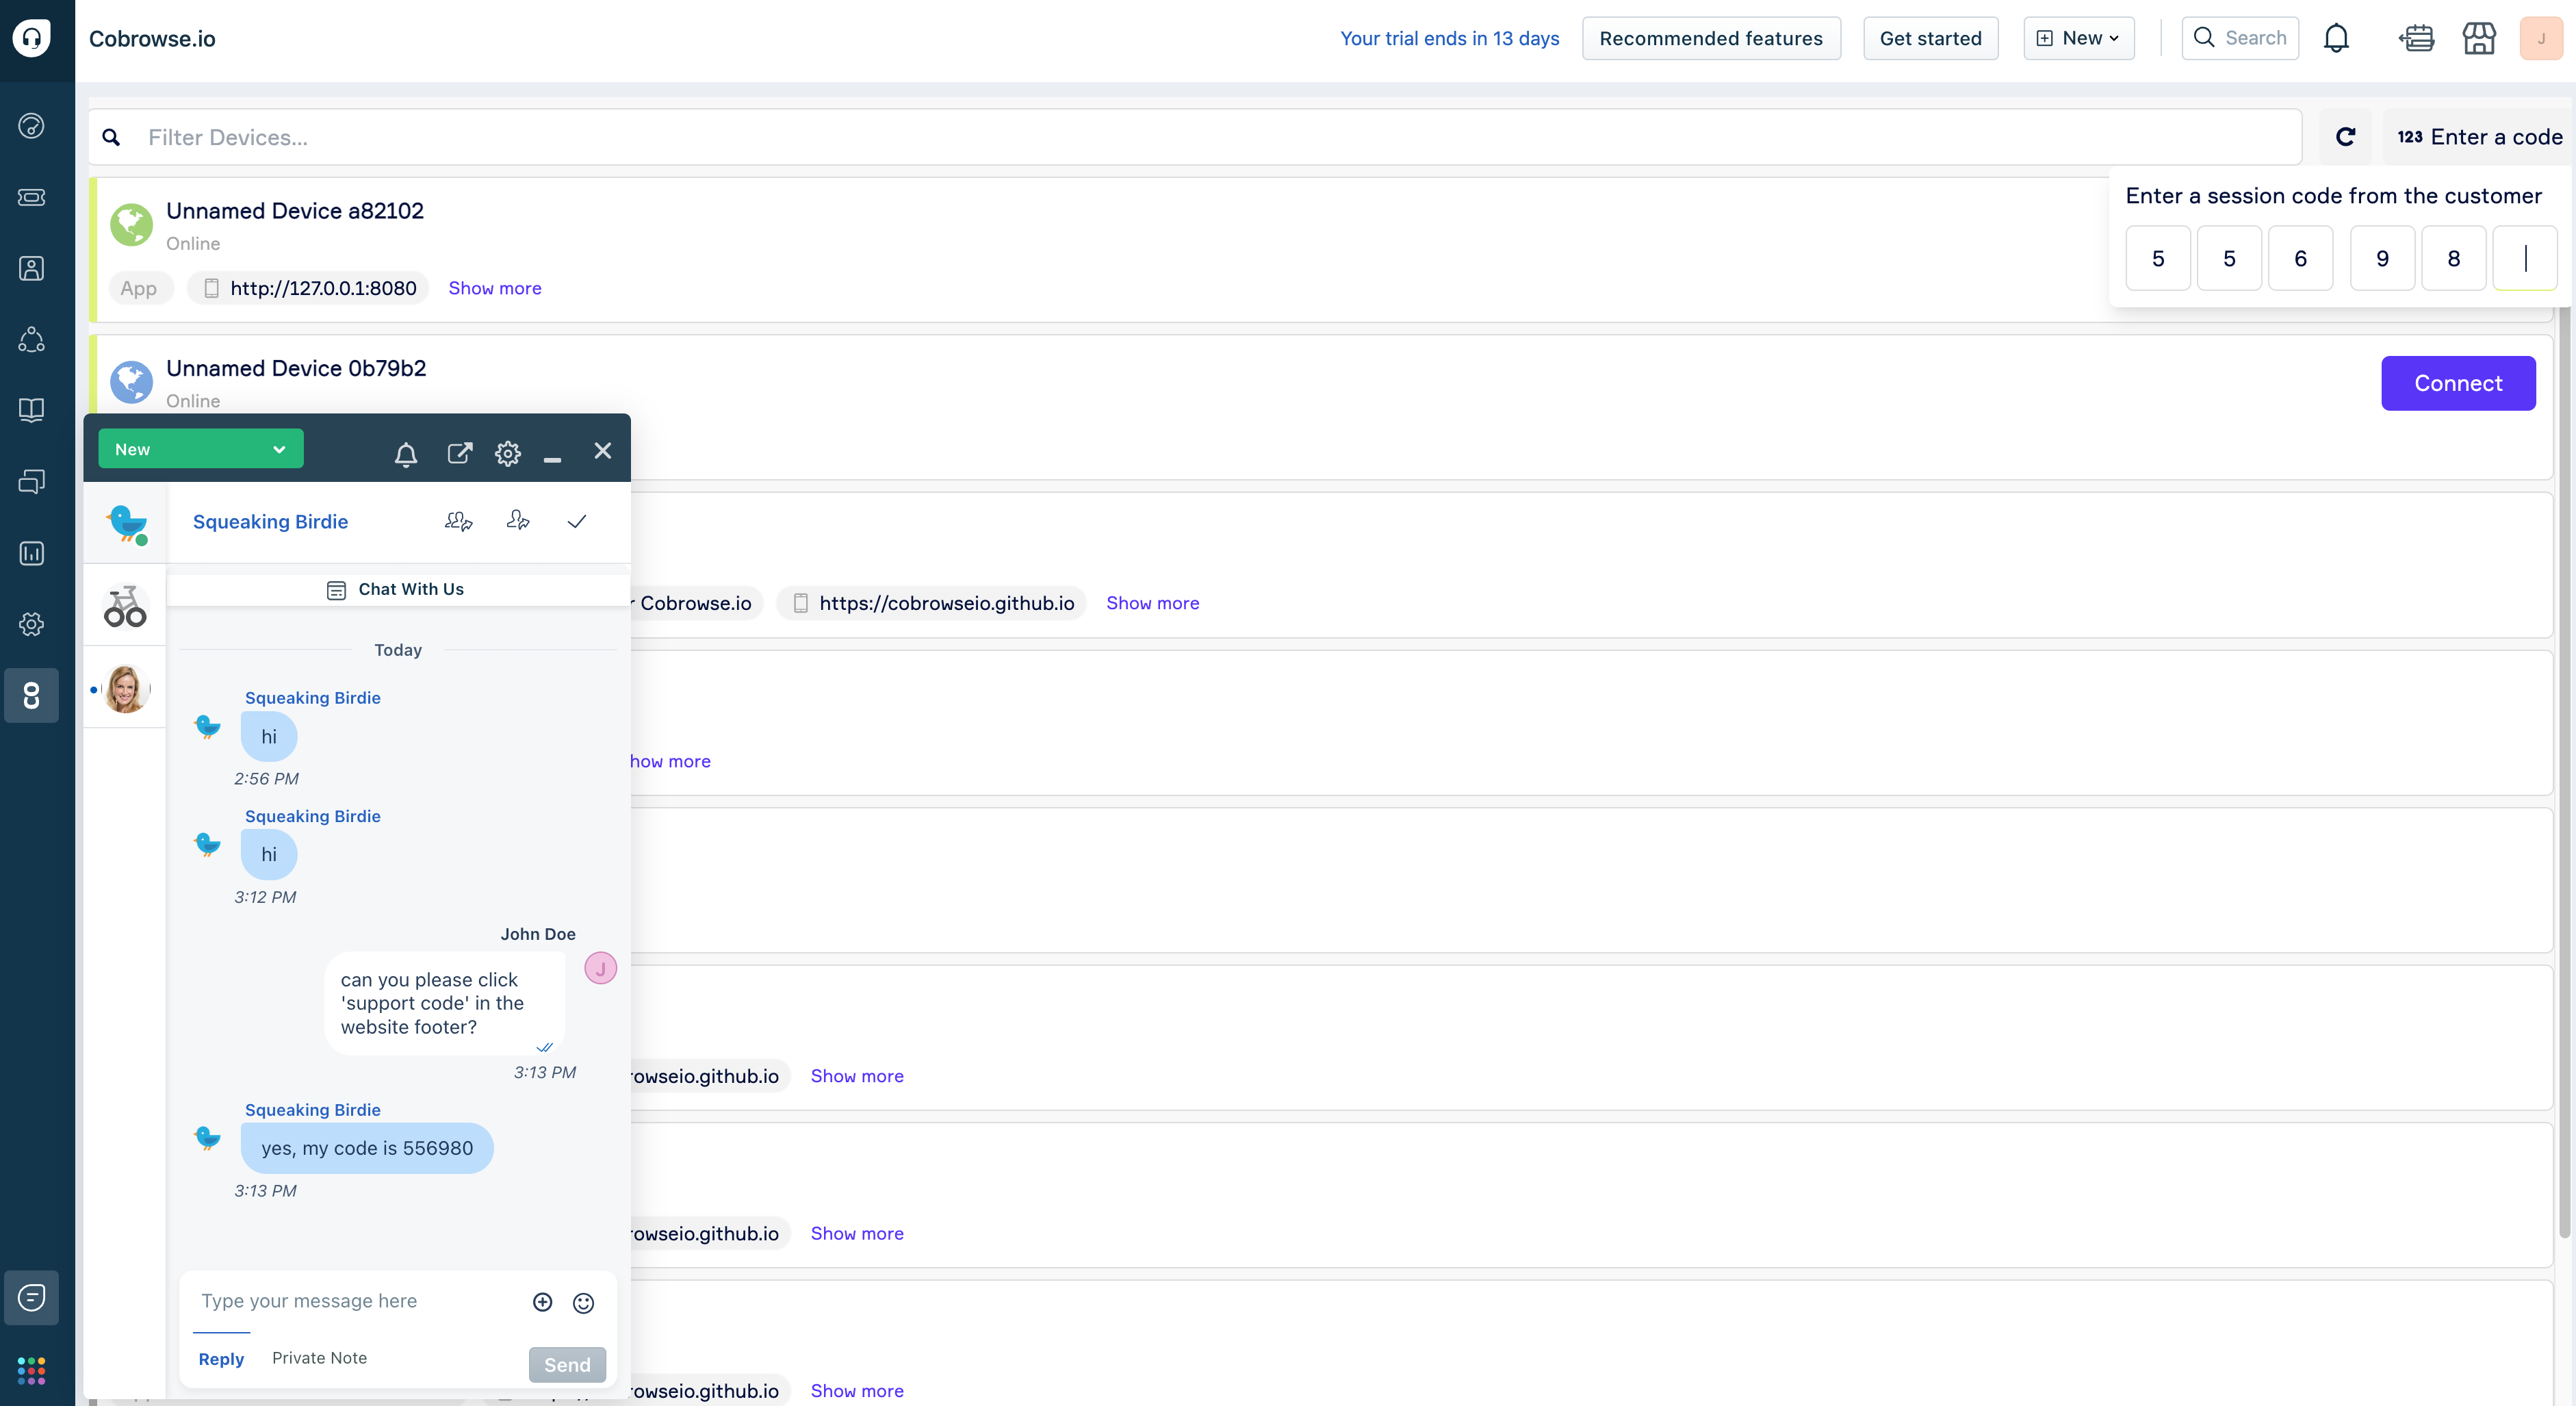 Cobrowse.io
Your trial ends in 13 days
Recommended features
Get started
New
Search
J
Filter Devices...
123 Enter a code
Enter a session code from the customer
5 5 6 9 8
Unnamed Device a82102
Online
App
http://127.0.0.1:8080
Show more
Unnamed Device 0b79b2
Online
Connect
New
Squeaking Birdie
Chat With Us
Today
Squeaking Birdie
hi
2:56 PM
Squeaking Birdie
hi
3:12 PM
John Doe
J
can you please click
'support code' in the
website footer?
3:13 PM
Squeaking Birdie
yes, my code is 556980
3:13 PM
Type your message here
Reply
Private Note
Send
r Cobrowse.io
https://cobrowseio.github.io
Show more
how more
rowseio.github.io
Show more
rowseio.github.io
Show more
rowseio.github.io
Show more